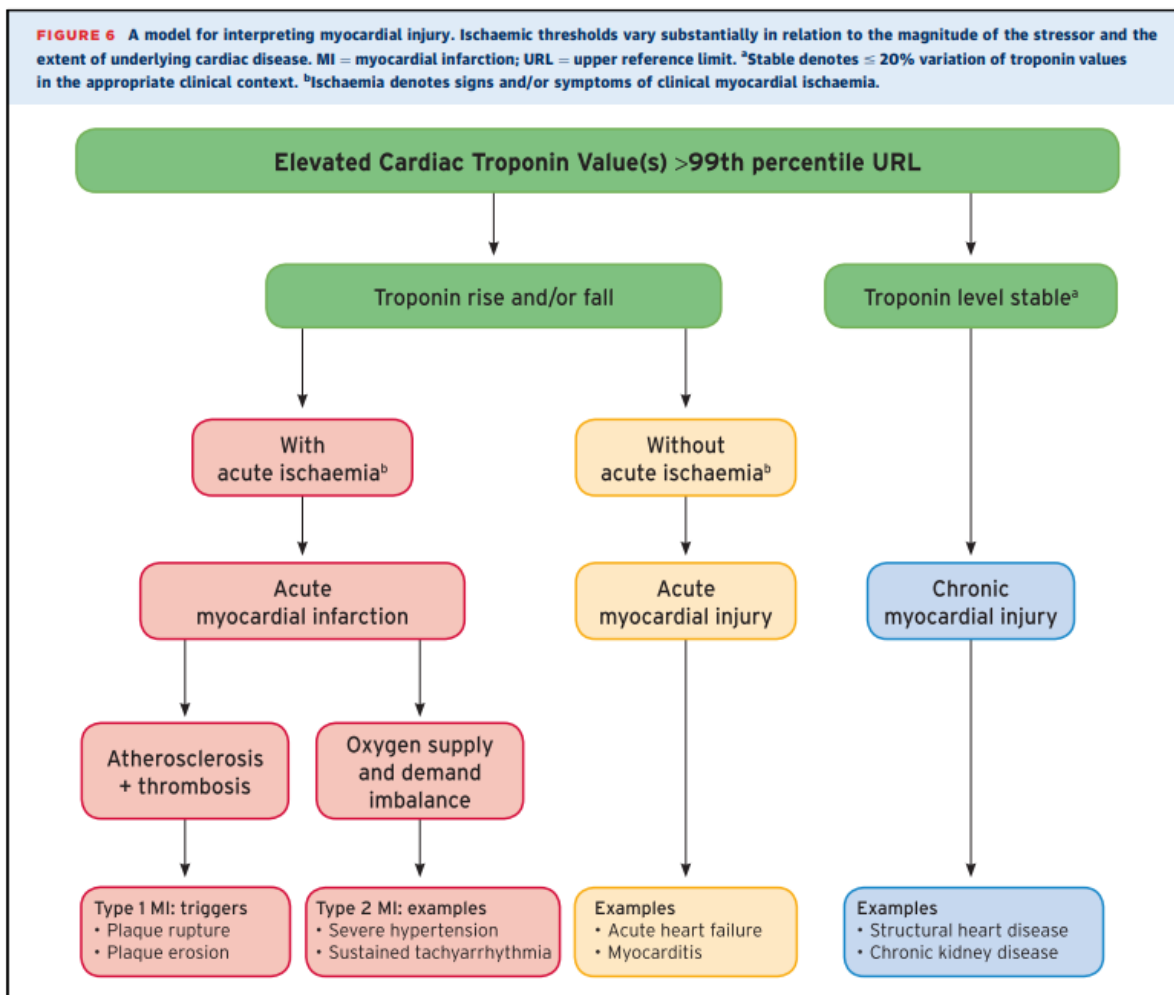 FIGURE 6 A model for interpreting myocardial injury. Ischaemic thresholds vary substantially in relation to the magnitude of the stressor and the
extent of underlying cardiac disease. MI = myocardial infarction; URL = upper reference limit. ᵃStable denotes ≤ 20% variation of troponin values
in the appropriate clinical context. ᵇIschaemia denotes signs and/or symptoms of clinical myocardial ischaemia.
Elevated Cardiac Troponin Value(s) >99th percentile URL
Troponin rise and/or fall
Troponin level stableᵃ
With
acute ischaemiaᵇ
Without
acute ischaemiaᵇ
Acute
myocardial infarction
Acute
myocardial injury
Chronic
myocardial injury
Atherosclerosis
+ thrombosis
Oxygen supply
and demand
imbalance
Type 1 MI: triggers
• Plaque rupture
• Plaque erosion
Type 2 MI: examples
• Severe hypertension
• Sustained tachyarrhythmia
Examples
• Acute heart failure
• Myocarditis
Examples
• Structural heart disease
• Chronic kidney disease